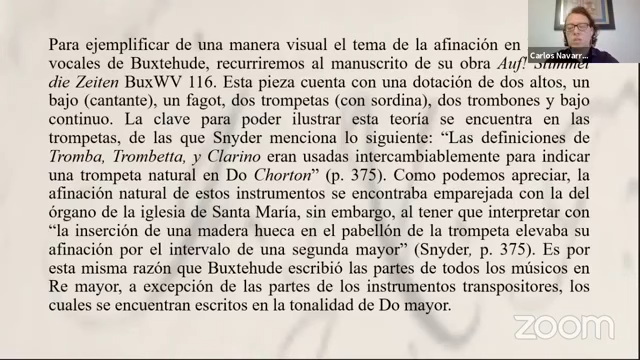 Para ejemplificar de una manera visual el tema de la afinación en
vocales de Buxtehude, recurriremos al manuscrito de su obra Auf! Stimmet
die Zeiten BuxWV 116. Esta pieza cuenta con una dotación de dos altos, un
bajo (cantante), un fagot, dos trompetas (con sordina), dos trombones y bajo
continuo. La clave para poder ilustrar esta teoría se encuentra en las
trompetas, de las que Snyder menciona lo siguiente: “Las definiciones de
Tromba, Trombetta, y Clarino eran usadas intercambiablemente para indicar
una trompeta natural en Do Chorton” (p. 375). Como podemos apreciar, la
afinación natural de estos instrumentos se encontraba emparejada con la del
órgano de la iglesia de Santa María, sin embargo, al tener que interpretar con
“la inserción de una madera hueca en el pabellón de la trompeta elevaba su
afinación por el intervalo de una segunda mayor” (Snyder, p. 375). Es por
esta misma razón que Buxtehude escribió las partes de todos los músicos en
Re mayor, a excepción de las partes de los instrumentos transpositores, los
cuales se encuentran escritos en la tonalidad de Do mayor.
Carlos Navarr...
zoom